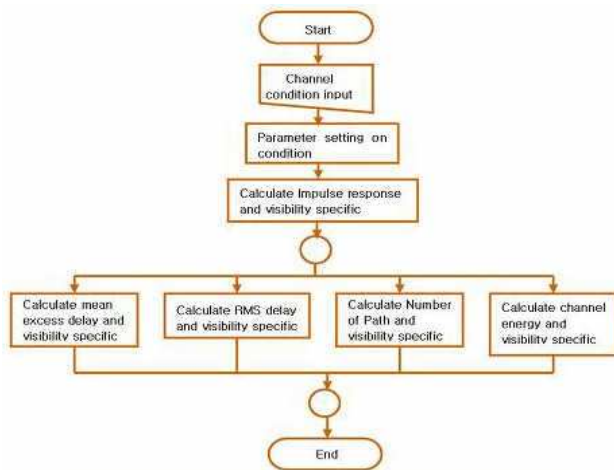 Start
Channel
condition input
Parameter setting on
condition
Calculate Impulse response
and visibility specific
Calculate mean
excess delay and
visibility specific
Calculate RMS delay
and visibility specific
Calculate Number
of Path and
visibility specific
Calculate channel
energy and
visibility specific
End